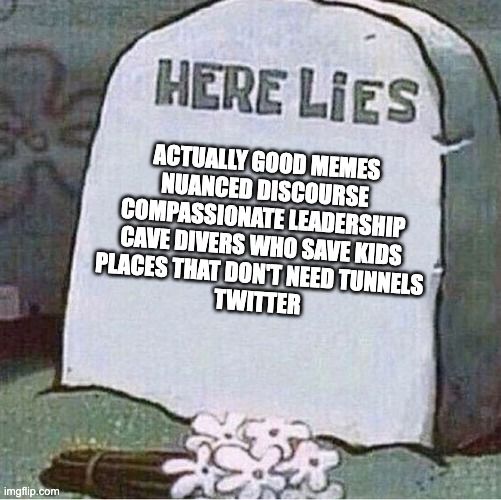 HERE LiES
ACTUALLY GOOD MEMES
NUANCED DISCOURSE
COMPASSIONATE LEADERSHIP
CAVE DIVERS WHO SAVE KIDS
PLACES THAT DON'T NEED TUNNELS
TWITTER
imgflip.com